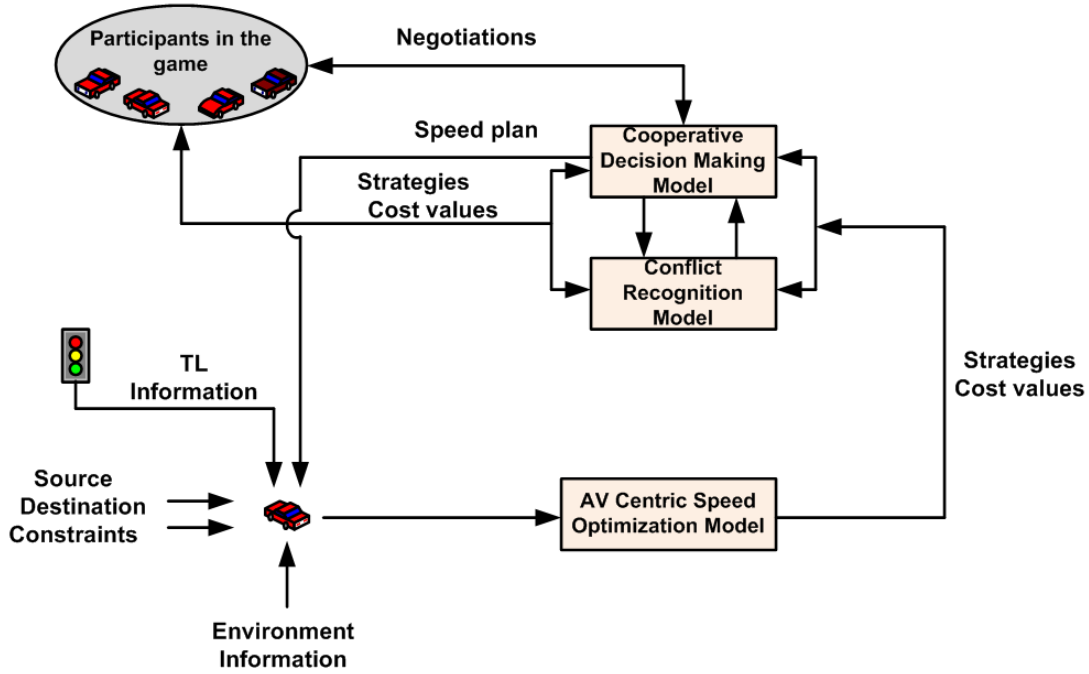 Participants in the
game
Negotiations
Speed plan
Cooperative
Decision Making
Model
Strategies
Cost values
Conflict
Recognition
Model
TL
Information
Strategies
Cost values
Source
Destination
Constraints
AV Centric Speed
Optimization Model
Environment
Information